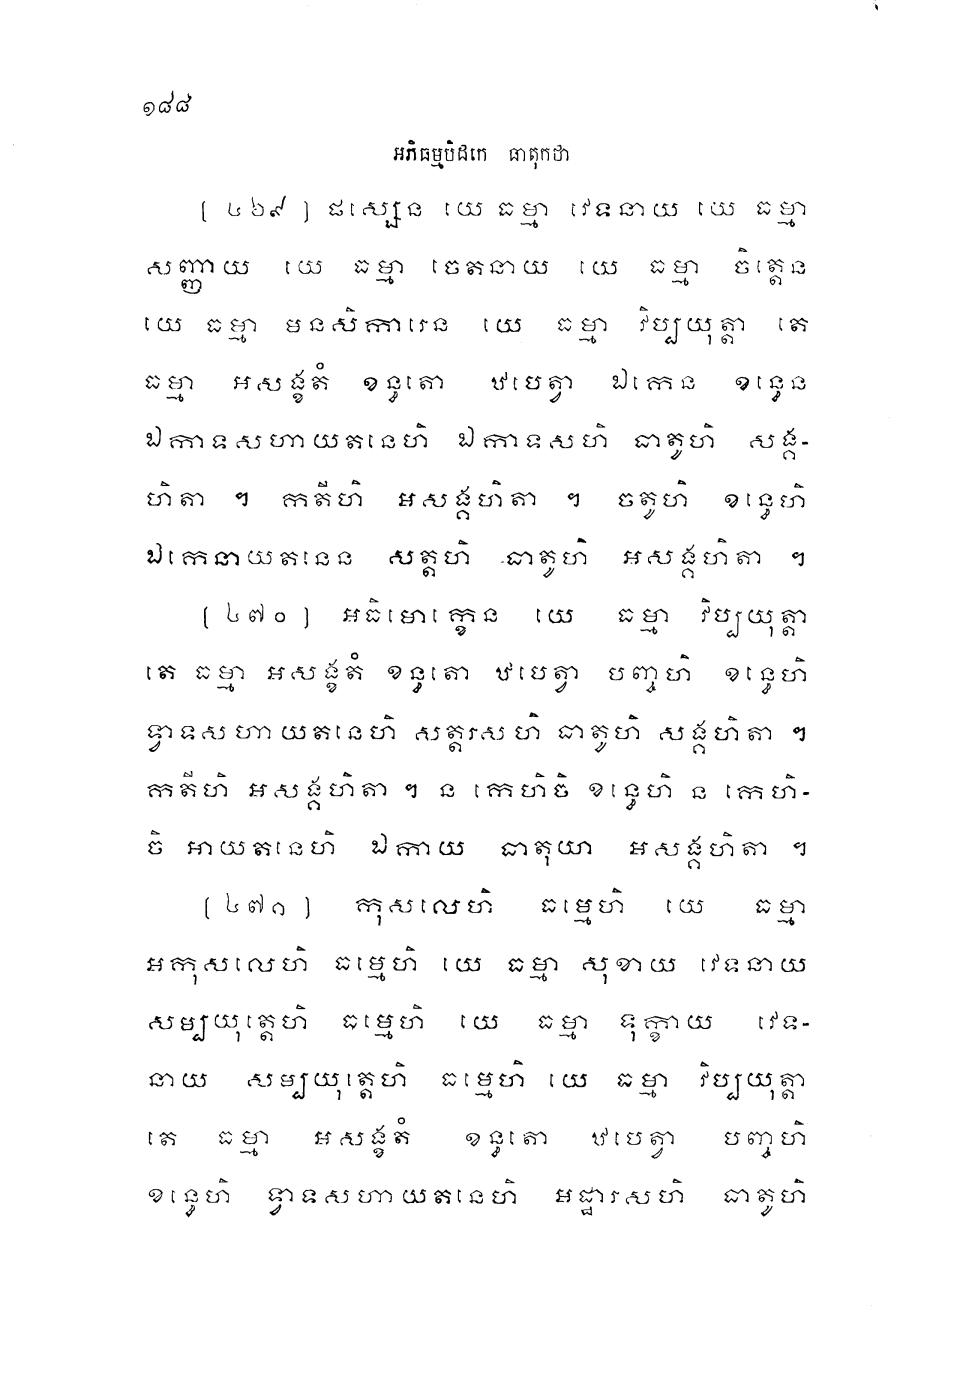 ១៨៨
អភិធម្មបិដកេ ធាតុកថា
[ ៤៦៩ ] ផស្សេន យេ ធម្មា វេទនាយ យេ ធម្មា
សញ្ញាយ យេ ធម្មា ចេតនាយ យេ ធម្មា ចិត្តេន
យេ ធម្មា មនសិការេន យេ ធម្មា វិប្បយុត្តា តេ
ធម្មា អសង្ខតំ ខន្ធតោ ឋបេត្វា ឯកេន ខន្ធេន
ឯកាទសហាយតនេហិ ឯកាទសហិ ធាតូហិ សង្គ-
ហិតា ។ កតីហិ អសង្គហិតា ។ ចតូហិ ខន្ធេហិ
ឯកេនាយតនេន សត្តហិ ធាតូហិ អសង្គហិតា ។
[ ៤៧០ ] អធិមោក្ខេន យេ ធម្មា វិប្បយុត្តា
តេ ធម្មា អសង្ខតំ ខន្ធតោ ឋបេត្វា បញ្ចហិ ខន្ធេហិ
ទ្វាទសហាយតនេហិ សត្តរសហិ ធាតូហិ សង្គហិតា ។
កតីហិ អសង្គហិតា ។ ន កេហិចិ ខន្ធេហិ ន កេហិ-
ចិ អាយតនេហិ ឯកាយ ធាតុយា អសង្គហិតា ។
[ ៤៧១ ] កុសលេហិ ធម្មេហិ យេ ធម្មា
អកុសលេហិ ធម្មេហិ យេ ធម្មា សុខាយ វេទនាយ
សម្បយុត្តេហិ ធម្មេហិ យេ ធម្មា ទុក្ខាយ វេទ-
នាយ សម្បយុត្តេហិ ធម្មេហិ យេ ធម្មា វិប្បយុត្តា
តេ ធម្មា អសង្ខតំ ខន្ធតោ ឋបេត្វា បញ្ចហិ
ខន្ធេហិ ទ្វាទសហាយតនេហិ អដ្ឋារសហិ ធាតូហិ